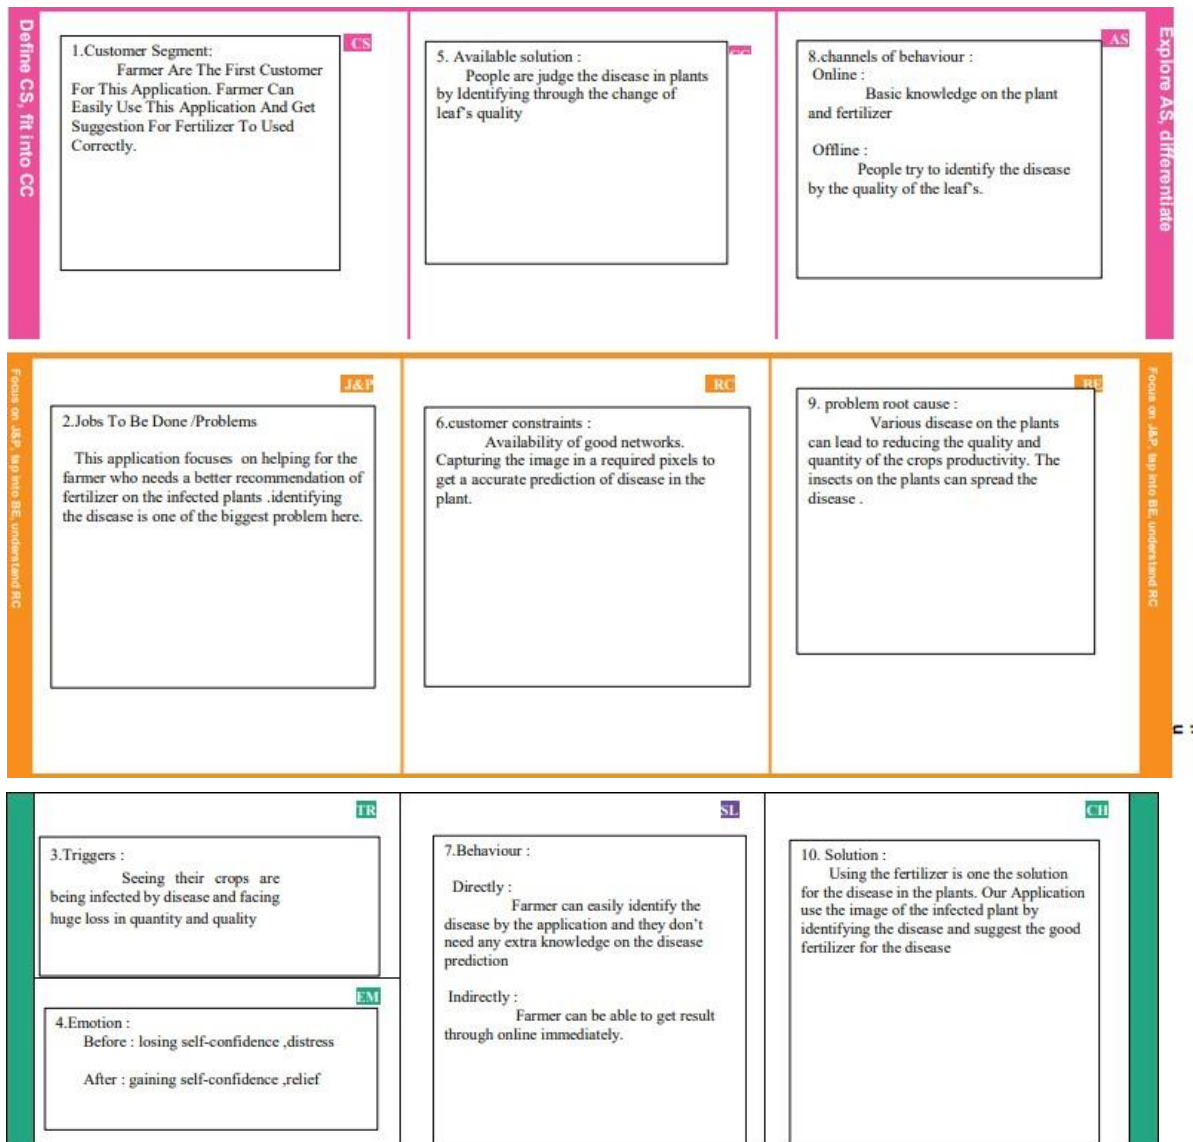 Define CS, fit into CC
CS
1.Customer Segment:
Farmer Are The First Customer
For This Application. Farmer Can
Easily Use This Application And Get
Suggestion For Fertilizer To Used
Correctly.
5. Available solution :
People are judge the disease in plants
by Identifying through the change of
leaf's quality
AS
8.channels of behaviour :
Online :
Basic knowledge on the plant
and fertilizer
Offline :
People try to identify the disease
by the quality of the leaf's.
Explore AS, differentiate
Focus on J&P, tap into BE, understand RC
J&P
2.Jobs To Be Done /Problems
This application focuses on helping for the
farmer who needs a better recommendation of
fertilizer on the infected plants .identifying
the disease is one of the biggest problem here.
RC
6.customer constraints :
Availability of good networks.
Capturing the image in a required pixels to
get a accurate prediction of disease in the
plant.
BE
9. problem root cause :
Various disease on the plants
can lead to reducing the quality and
quantity of the crops productivity. The
insects on the plants can spread the
disease .
Focus on J&P, tap into BE, understand RC
TR
3.Triggers :
Seeing their crops are
being infected by disease and facing
huge loss in quantity and quality
EM
4.Emotion :
Before : losing self-confidence ,distress
After : gaining self-confidence ,relief
SL
7.Behaviour :
Directly :
Farmer can easily identify the
disease by the application and they don't
need any extra knowledge on the disease
prediction
Indirectly :
Farmer can be able to get result
through online immediately.
CH
10. Solution :
Using the fertilizer is one the solution
for the disease in the plants. Our Application
use the image of the infected plant by
identifying the disease and suggest the good
fertilizer for the disease